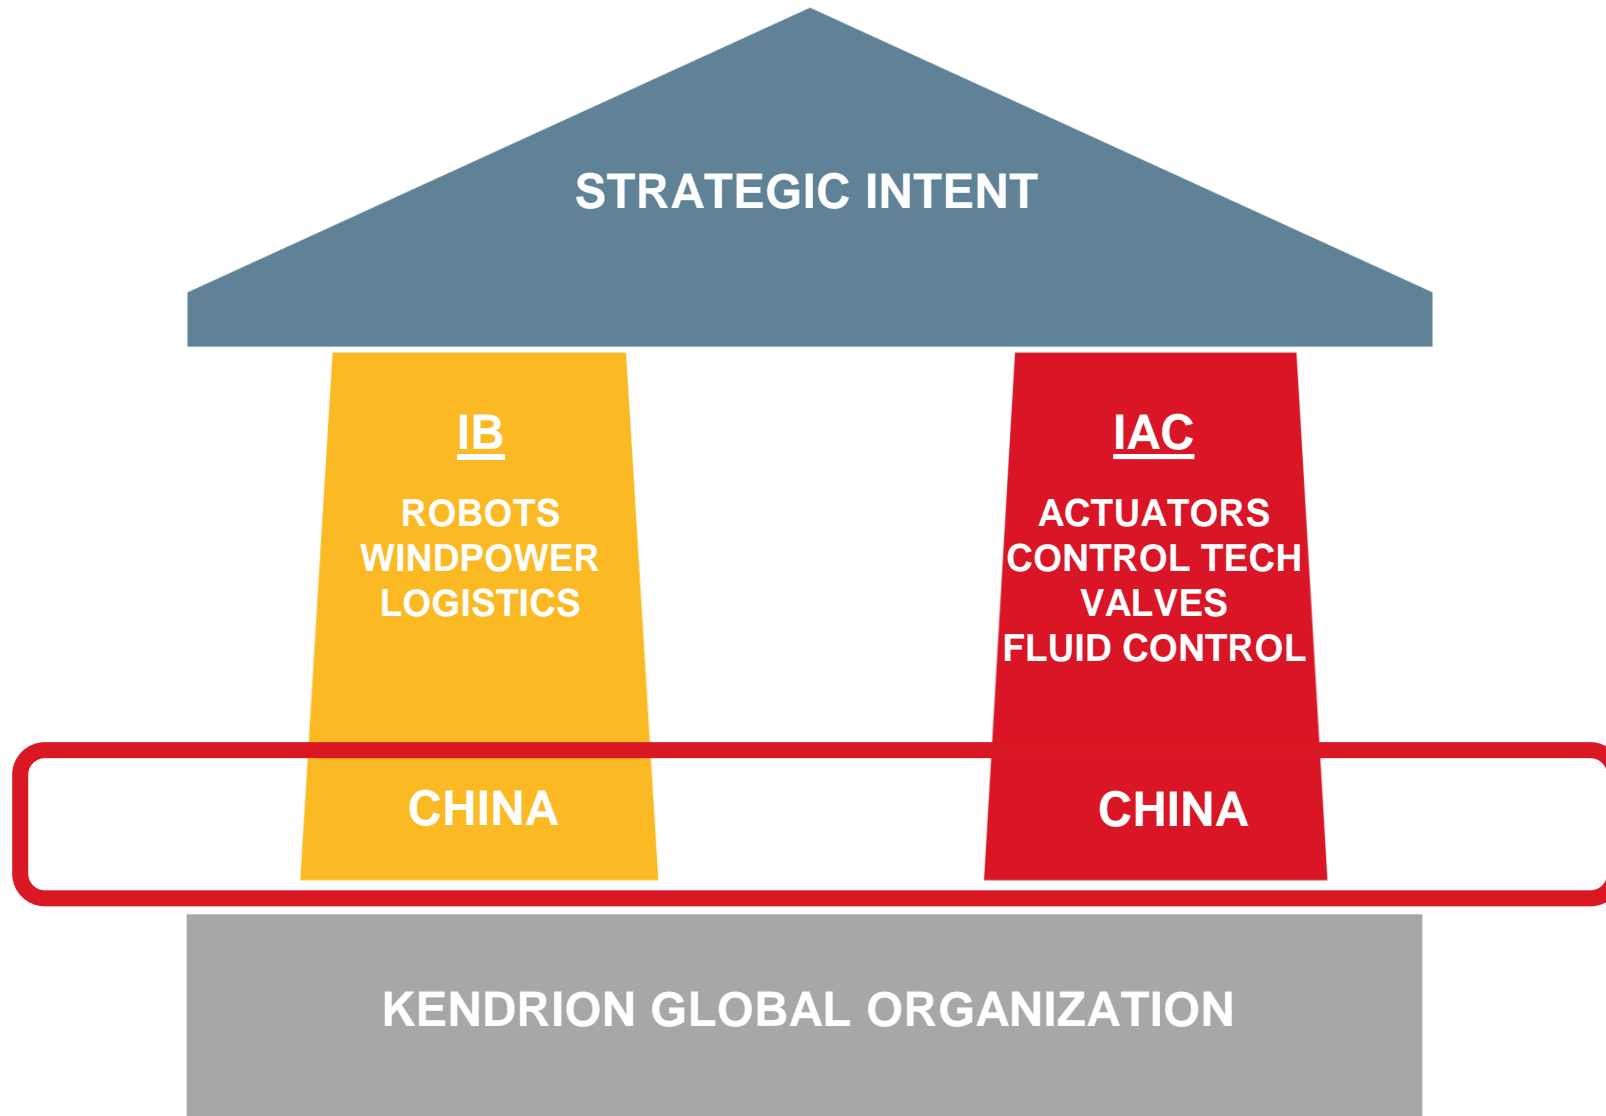 STRATEGIC INTENT
IB
ROBOTS
WINDPOWER
LOGISTICS
CHINA
IAC
ACTUATORS
CONTROL TECH
VALVES
FLUID CONTROL
CHINA
KENDRION GLOBAL ORGANIZATION